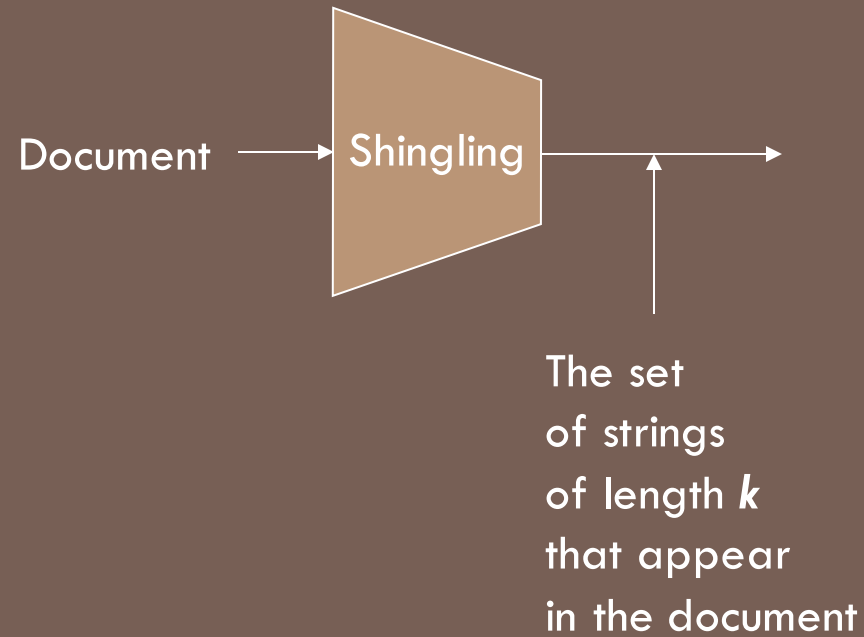 Document
Shingling
The set
of strings
of length k
that appear
in the document